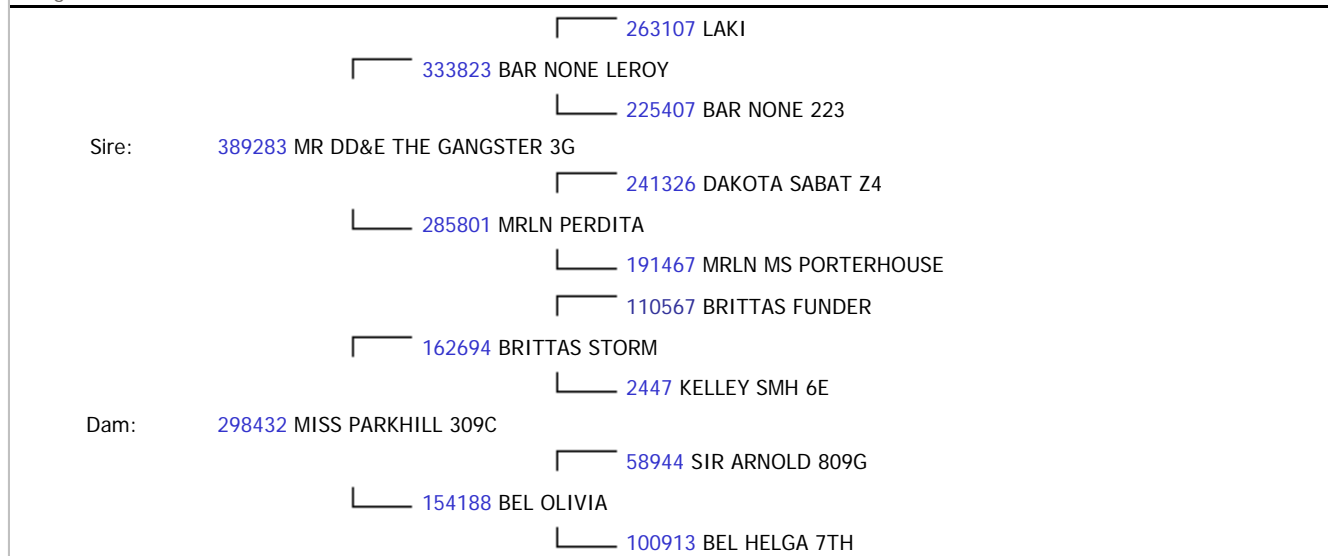 263107 LAKI
333823 BAR NONE LEROY
225407 BAR NONE 223
Sire: 389283 MR DD&E THE GANGSTER 3G
241326 DAKOTA SABAT Z4
285801 MRLN PERDITA
191467 MRLN MS PORTERHOUSE
110567 BRITTAS FUNDER
162694 BRITTAS STORM
2447 KELLEY SMH 6E
Dam: 298432 MISS PARKHILL 309C
58944 SIR ARNOLD 809G
154188 BEL OLIVIA
100913 BEL HELGA 7TH